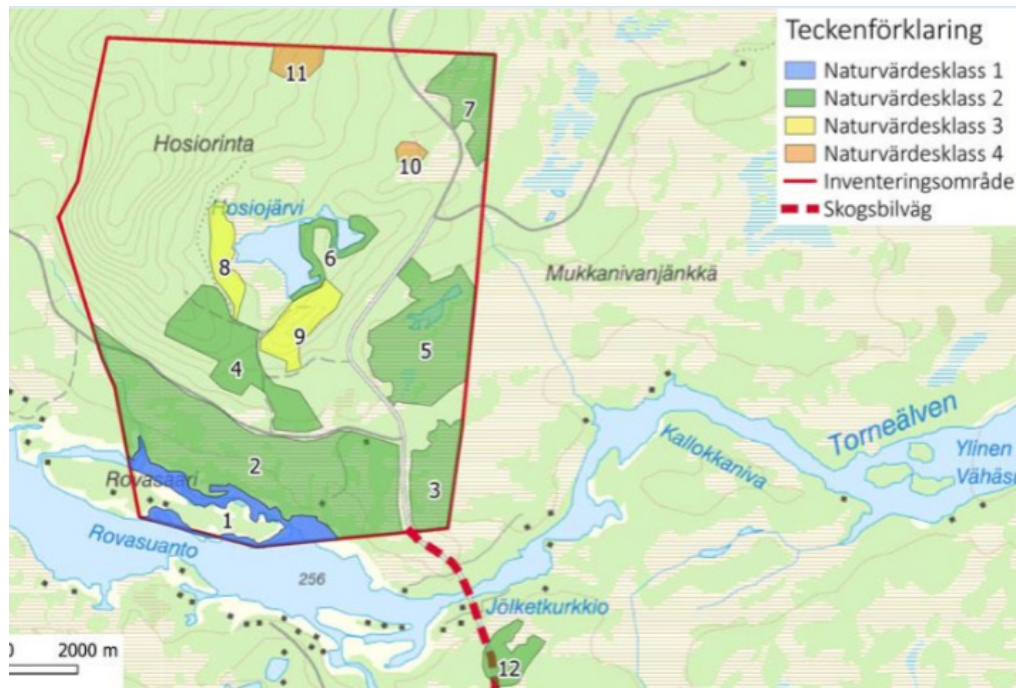 Teckenförklaring
Naturvärdesklass 1
Naturvärdesklass 2
Naturvärdesklass 3
Naturvärdesklass 4
Inventeringsområde
Skogsbilväg
11
7
Hosiorinta
10
Hosiojärvi
6
8
Mukkanivanjänkkä
9
5
4
Torneälven
Kallokkaniva
Ylinen
2
Rovasaari
3
1
Rovasuanto
256
Jölketkurkkio
2000 m
12